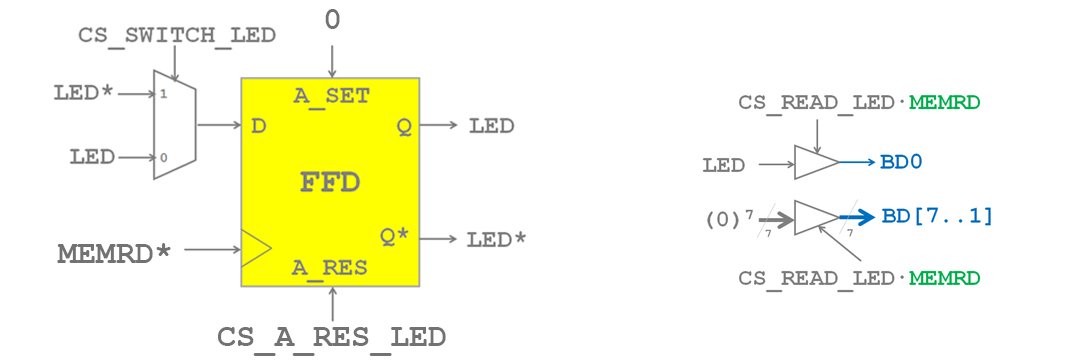 0
CS_SWITCH_LED
LED*
1
A_SET
D
Q
LED
LED
0
FFD
MEMRD*
Q*
LED*
A_RES
CS_A_RES_LED
CS_READ_LED·MEMRD
LED
BD0
(0)⁷
7
7
BD[7..1]
CS_READ_LED·MEMRD